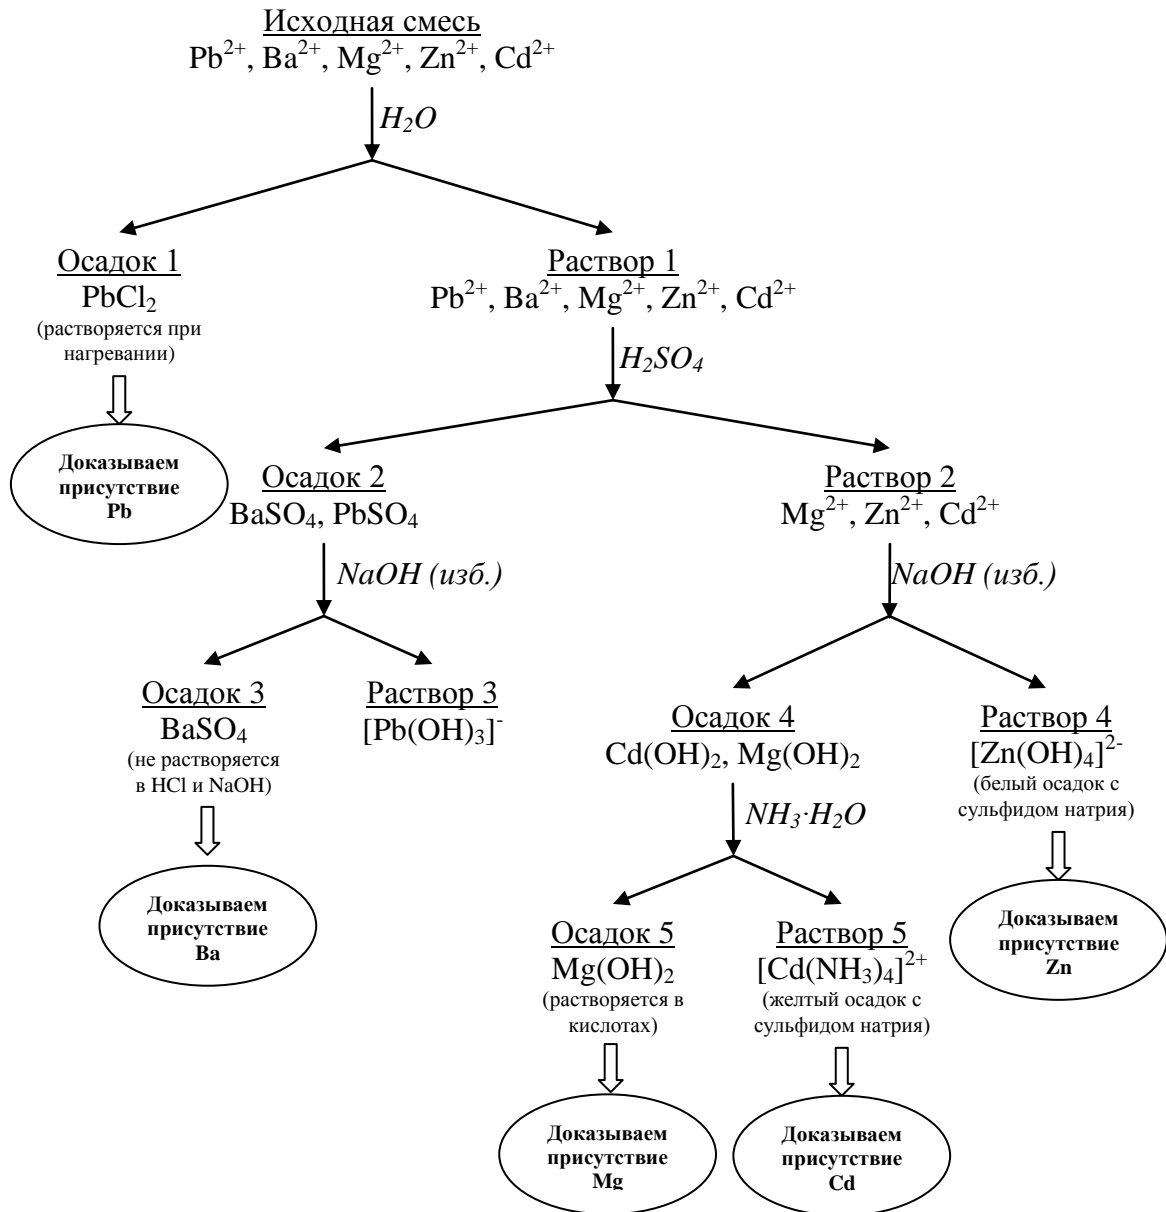 Исходная смесь
Pb²⁺, Ba²⁺, Mg²⁺, Zn²⁺, Cd²⁺
H₂O
Осадок 1
PbCl₂
(растворяется при
нагревании)
Доказываем
присутствие
Pb
Раствор 1
Pb²⁺, Ba²⁺, Mg²⁺, Zn²⁺, Cd²⁺
H₂SO₄
Осадок 2
BaSO₄, PbSO₄
NaOH (изб.)
Раствор 2
Mg²⁺, Zn²⁺, Cd²⁺
NaOH (изб.)
Осадок 3
BaSO₄
(не растворяется
в HCl и NaOH)
Доказываем
присутствие
Ba
Раствор 3
[Pb(OH)₃]⁻
Осадок 4
Cd(OH)₂, Mg(OH)₂
NH₃·H₂O
Раствор 4
[Zn(OH)₄]²⁻
(белый осадок с
сульфидом натрия)
Доказываем
присутствие
Zn
Осадок 5
Mg(OH)₂
(растворяется в
кислотах)
Доказываем
присутствие
Mg
Раствор 5
[Cd(NH₃)₄]²⁺
(желтый осадок с
сульфидом натрия)
Доказываем
присутствие
Cd